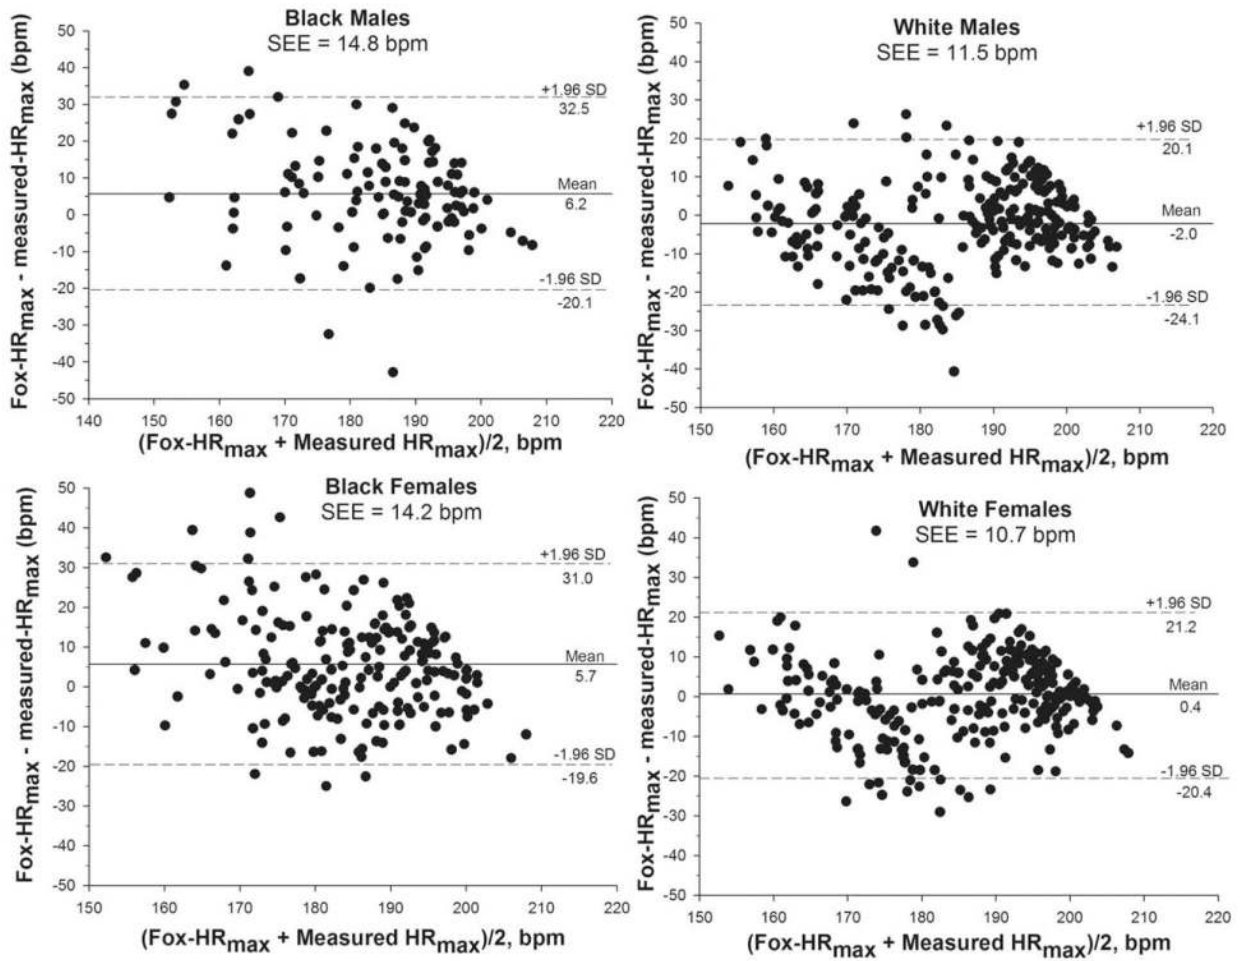 Black Males
SEE = 14.8 bpm
Fox-HRmax - measured-HRmax (bpm)
50
40
30
20
10
0
-10
-20
-30
-40
-50
+1.96 SD
32.5
Mean
6.2
-1.96 SD
-20.1
140 150 160 170 180 190 200 210 220
(Fox-HRmax + Measured HRmax)/2, bpm
White Males
SEE = 11.5 bpm
Fox-HRmax - measured-HRmax (bpm)
50
40
30
20
10
0
-10
-20
-30
-40
-50
+1.96 SD
20.1
Mean
-2.0
-1.96 SD
-24.1
150 160 170 180 190 200 210 220
(Fox-HRmax + Measured HRmax)/2, bpm
Black Females
SEE = 14.2 bpm
Fox-HRmax - measured-HRmax (bpm)
50
40
30
20
10
0
-10
-20
-30
-40
-50
+1.96 SD
31.0
Mean
5.7
-1.96 SD
-19.6
150 160 170 180 190 200 210 220
(Fox-HRmax + Measured HRmax)/2, bpm
White Females
SEE = 10.7 bpm
Fox-HRmax - measured-HRmax (bpm)
50
40
30
20
10
0
-10
-20
-30
-40
-50
+1.96 SD
21.2
Mean
0.4
-1.96 SD
-20.4
150 160 170 180 190 200 210 220
(Fox-HRmax + Measured HRmax)/2, bpm